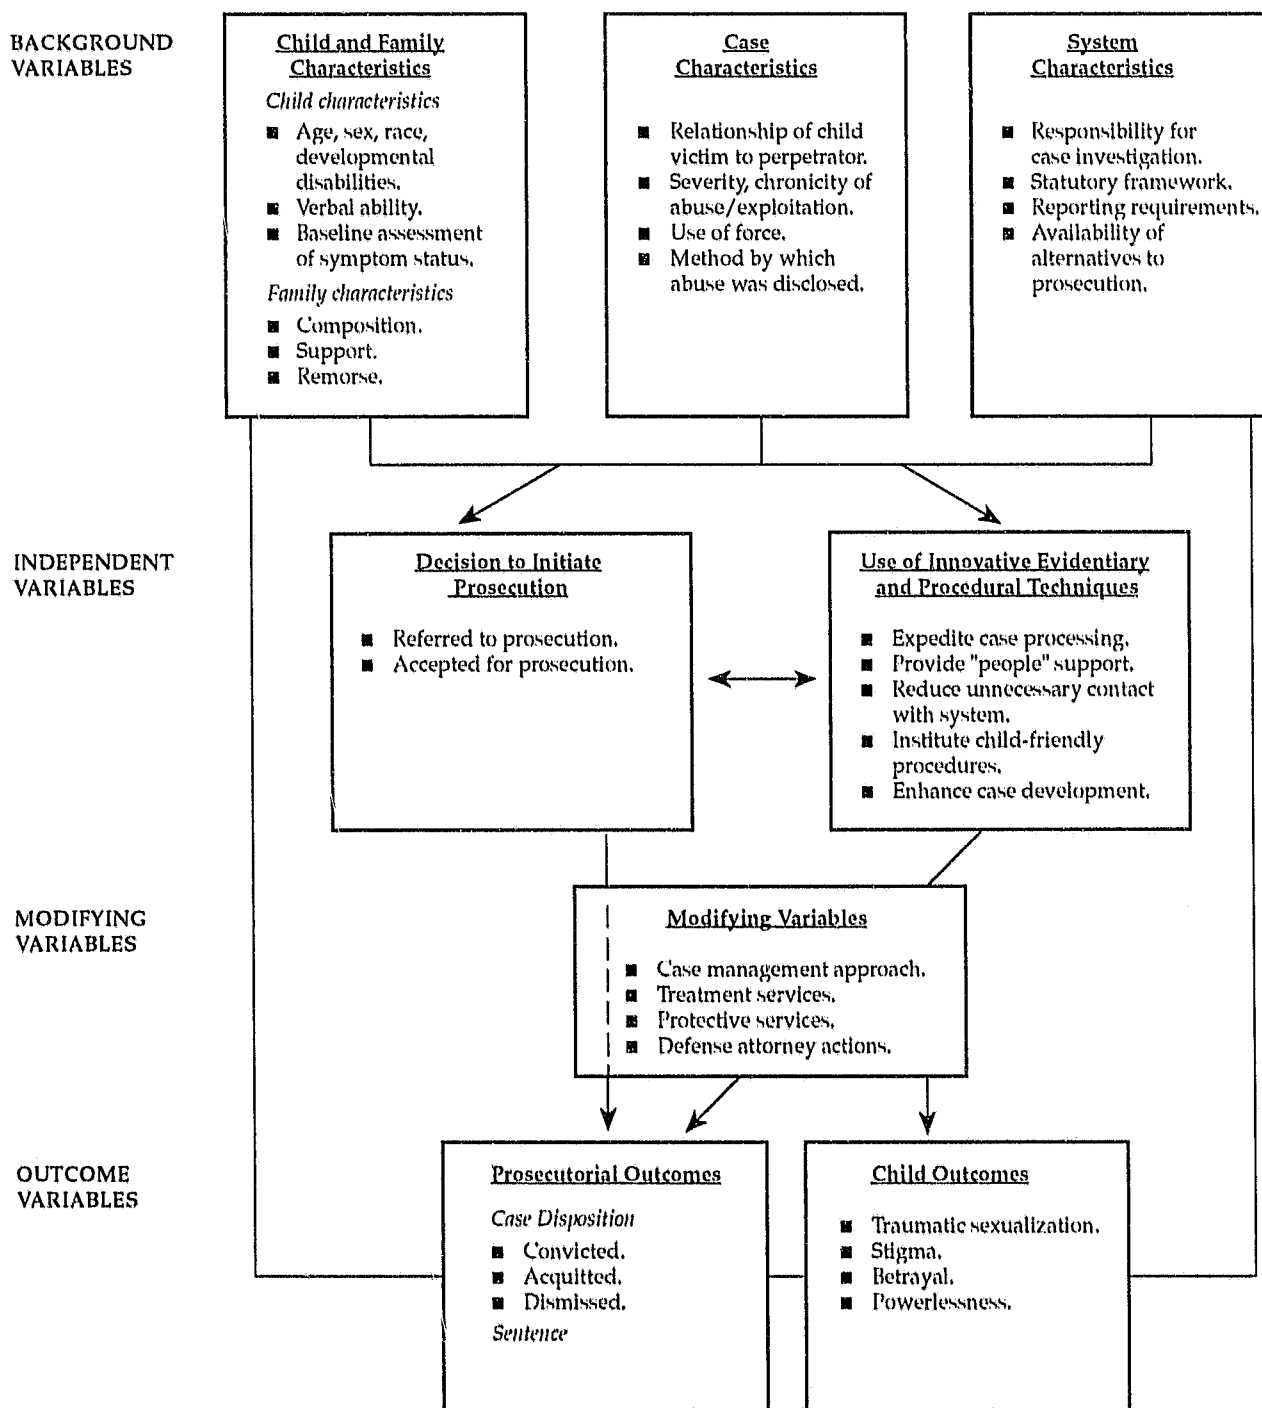 BACKGROUND
VARIABLES
Child and Family
Characteristics
Child characteristics
■ Age, sex, race,
developmental
disabilities.
■ Verbal ability.
■ Baseline assessment
of symptom status.
Family characteristics
■ Composition.
■ Support.
■ Remorse.
Case
Characteristics
■ Relationship of child
victim to perpetrator.
■ Severity, chronicity of
abuse/exploitation.
■ Use of force.
■ Method by which
abuse was disclosed.
System
Characteristics
■ Responsibility for
case investigation.
■ Statutory framework.
■ Reporting requirements.
■ Availability of
alternatives to
prosecution.
INDEPENDENT
VARIABLES
Decision to Initiate
Prosecution
■ Referred to prosecution.
■ Accepted for prosecution.
Use of Innovative Evidentiary
and Procedural Techniques
■ Expedite case processing.
■ Provide "people" support.
■ Reduce unnecessary contact
with system.
■ Institute child-friendly
procedures.
■ Enhance case development.
MODIFYING
VARIABLES
Modifying Variables
■ Case management approach.
■ Treatment services.
■ Protective services.
■ Defense attorney actions.
OUTCOME
VARIABLES
Prosecutorial Outcomes
Case Disposition
■ Convicted.
■ Acquitted.
■ Dismissed.
Sentence
Child Outcomes
■ Traumatic sexualization.
■ Stigma.
■ Betrayal.
■ Powerlessness.